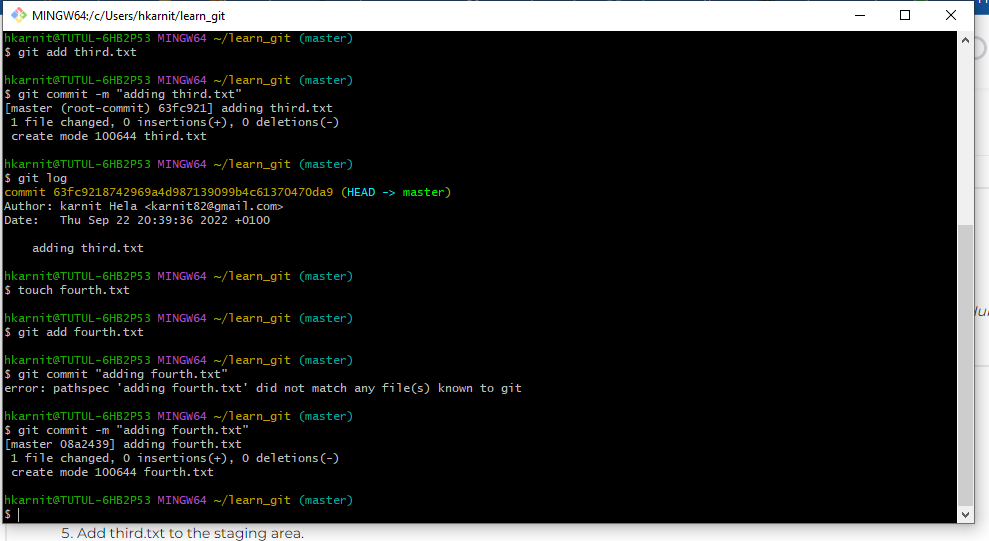 MINGW64:/c/Users/hkarnit/learn_git
hkarnit@TUTUL-6HB2P53 MINGW64 ~/learn_git (master)
$ git add third.txt
hkarnit@TUTUL-6HB2P53 MINGW64 ~/learn_git (master)
$ git commit -m "adding third.txt"
[master (root-commit) 63fc921] adding third.txt
 1 file changed, 0 insertions(+), 0 deletions(-)
 create mode 100644 third.txt
hkarnit@TUTUL-6HB2P53 MINGW64 ~/learn_git (master)
$ git log
commit 63fc9218742969a4d987139099b4c61370470da9 (HEAD -> master)
Author: karnit Hela <karnit82@gmail.com>
Date:   Thu Sep 22 20:39:36 2022 +0100
    adding third.txt
hkarnit@TUTUL-6HB2P53 MINGW64 ~/learn_git (master)
$ touch fourth.txt
hkarnit@TUTUL-6HB2P53 MINGW64 ~/learn_git (master)
$ git add fourth.txt
hkarnit@TUTUL-6HB2P53 MINGW64 ~/learn_git (master)
$ git commit "adding fourth.txt"
error: pathspec 'adding fourth.txt' did not match any file(s) known to git
hkarnit@TUTUL-6HB2P53 MINGW64 ~/learn_git (master)
$ git commit -m "adding fourth.txt"
[master 08a2439] adding fourth.txt
 1 file changed, 0 insertions(+), 0 deletions(-)
 create mode 100644 fourth.txt
hkarnit@TUTUL-6HB2P53 MINGW64 ~/learn_git (master)
$
5. Add third.txt to the staging area.